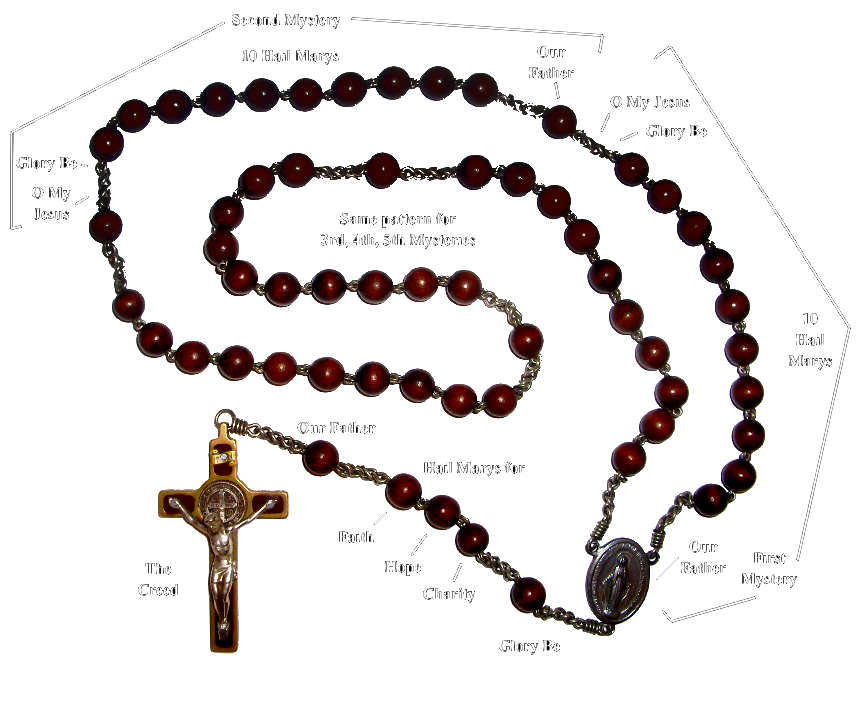 Second Mystery
10 Hail Marys
Our
Father
O My Jesus
Glory Be
Glory Be
O My
Jesus
Same pattern for
3rd, 4th, 5th Mysteries
10
Hail
Marys
Our Father
Hail Marys for
Faith
Hope
Charity
The
Creed
Our
Father
First
Mystery
Glory Be